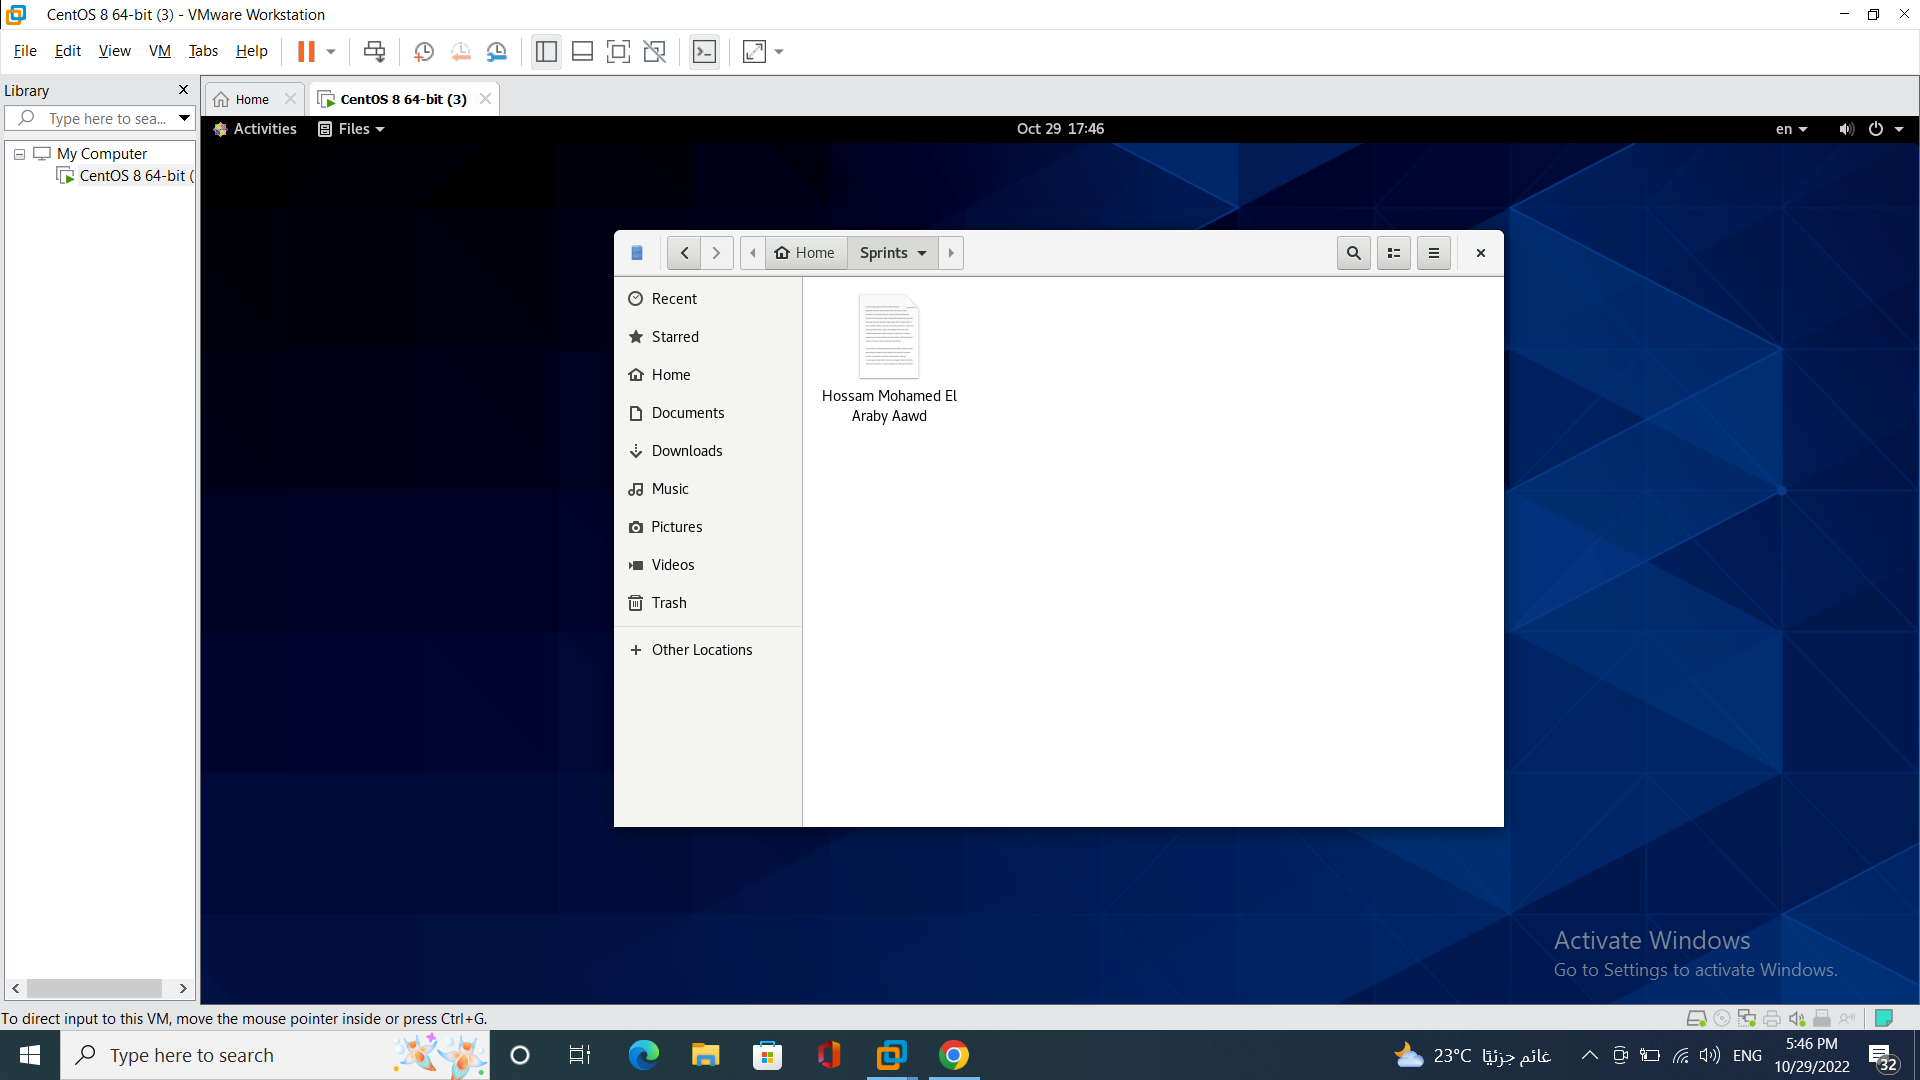 CentOS 8 64-bit (3) - VMware Workstation
File Edit View VM Tabs Help
Library
Type here to sea...
My Computer
CentOS 8 64-bit (
Home
CentOS 8 64-bit (3)
Activities Files Oct 29 17:46 en
Home Sprints
Recent
Starred
Home
Documents
Downloads
Music
Pictures
Videos
Trash
Other Locations
Hossam Mohamed El
Araby Aawd
Activate Windows
Go to Settings to activate Windows.
To direct input to this VM, move the mouse pointer inside or press Ctrl+G.
Type here to search
23°C غائم جزئيًا
ENG
5:46 PM
10/29/2022
32